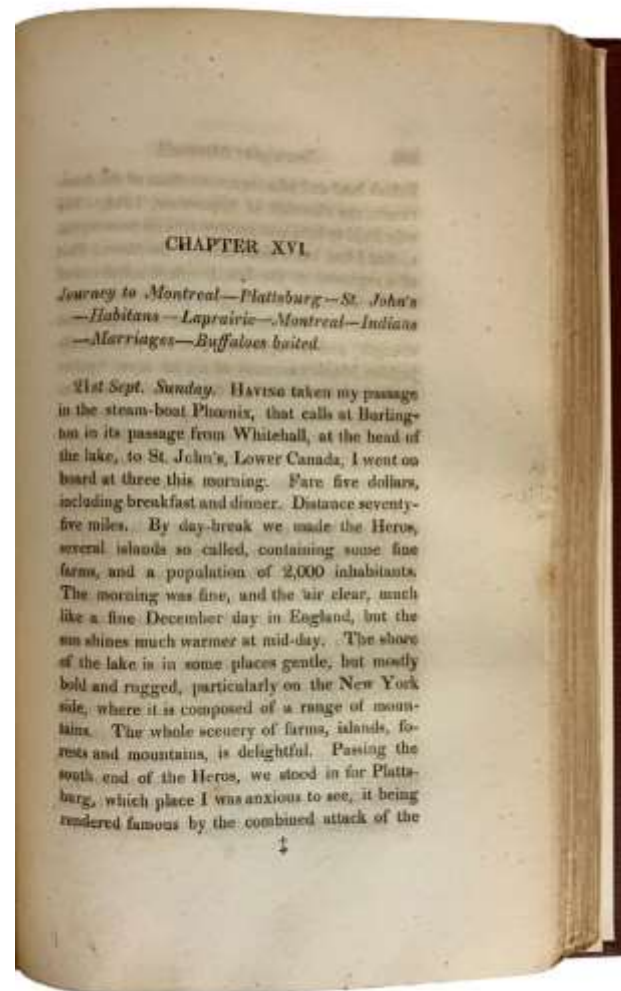 CHAPTER XVI.
Journey to Montreal—Plattsburg—St. John's
—Habitans—Laprairie—Montreal—Indians
—Marriages—Buffaloes baited.
21st Sept. Sunday. HAVING taken my passage
in the steam-boat Phœnix, that calls at Burling-
ton in its passage from Whitehall, at the head of
the lake, to St. John's, Lower Canada, I went on
board at three this morning. Fare five dollars,
including breakfast and dinner. Distance seventy-
five miles. By day-break we made the Heros,
several islands so called, containing some fine
farms, and a population of 2,000 inhabitants.
The morning was fine, and the air clear, much
like a fine December day in England, but the
sun shines much warmer at mid-day. The shore
of the lake is in some places gentle, but mostly
bold and rugged, particularly on the New York
side, where it is composed of a range of moun-
tains. The whole scenery of farms, islands, fo-
rests and mountains, is delightful. Passing the
south end of the Heros, we stood in for Platts-
burg, which place I was anxious to see, it being
rendered famous by the combined attack of the
‡